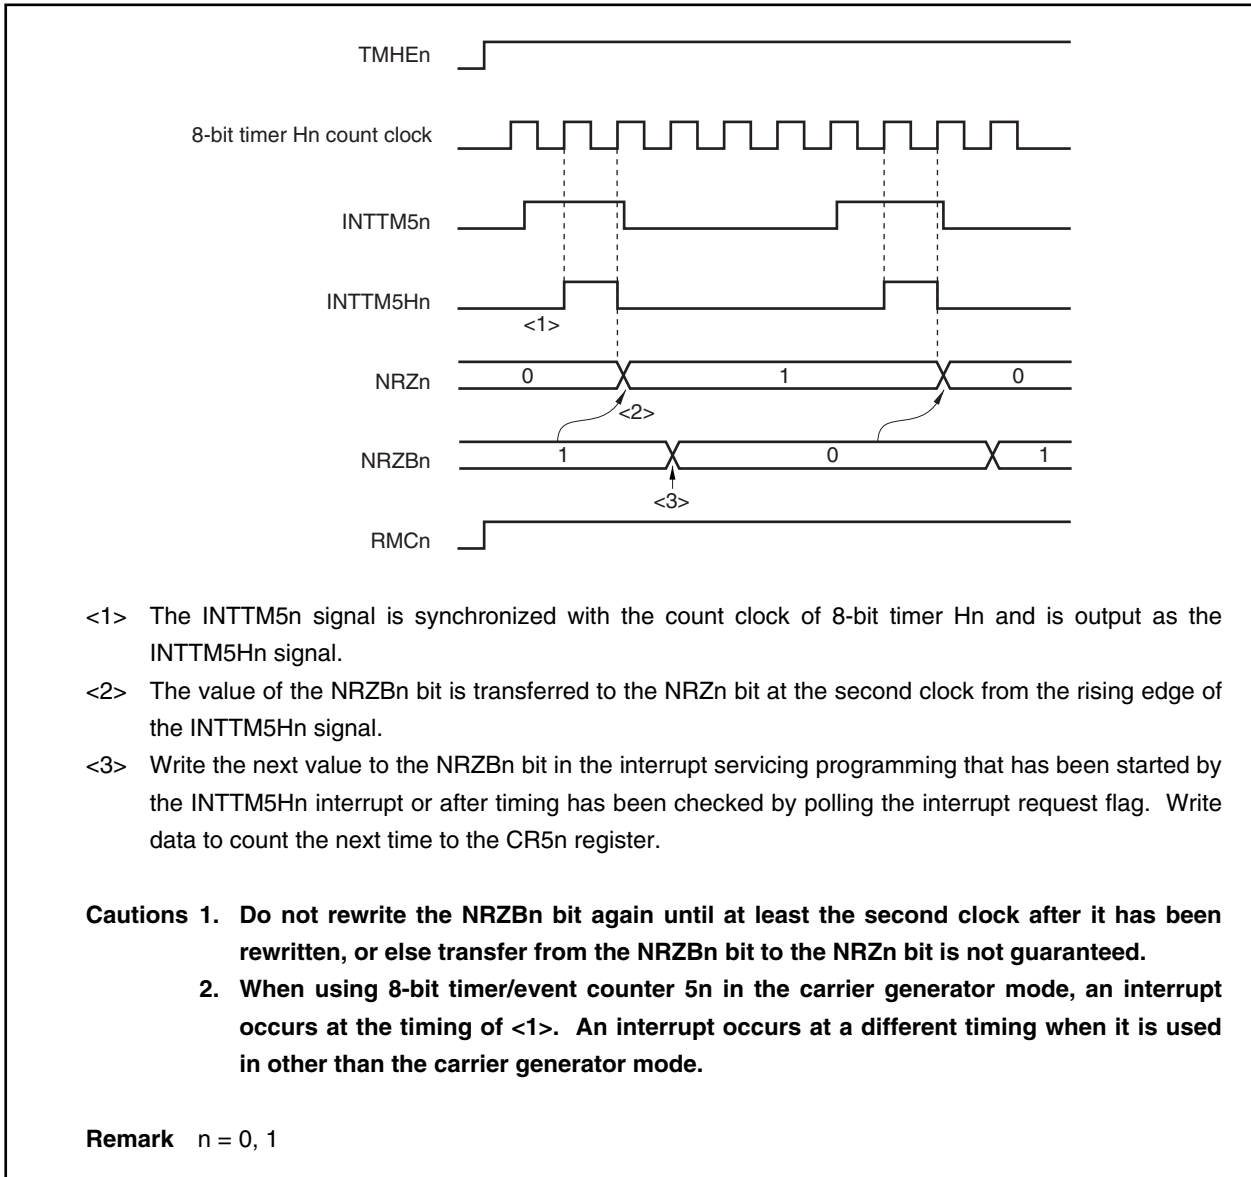 TMHEn
8-bit timer Hn count clock
INTTM5n
INTTM5Hn
<1>
NRZn
0
1
0
<2>
NRZBn
1
0
1
<3>
RMCn
<1> The INTTM5n signal is synchronized with the count clock of 8-bit timer Hn and is output as the
INTTM5Hn signal.
<2> The value of the NRZBn bit is transferred to the NRZn bit at the second clock from the rising edge of
the INTTM5Hn signal.
<3> Write the next value to the NRZBn bit in the interrupt servicing programming that has been started by
the INTTM5Hn interrupt or after timing has been checked by polling the interrupt request flag. Write
data to count the next time to the CR5n register.
Cautions 1. Do not rewrite the NRZBn bit again until at least the second clock after it has been
rewritten, or else transfer from the NRZBn bit to the NRZn bit is not guaranteed.
2. When using 8-bit timer/event counter 5n in the carrier generator mode, an interrupt
occurs at the timing of <1>. An interrupt occurs at a different timing when it is used
in other than the carrier generator mode.
Remark n = 0, 1